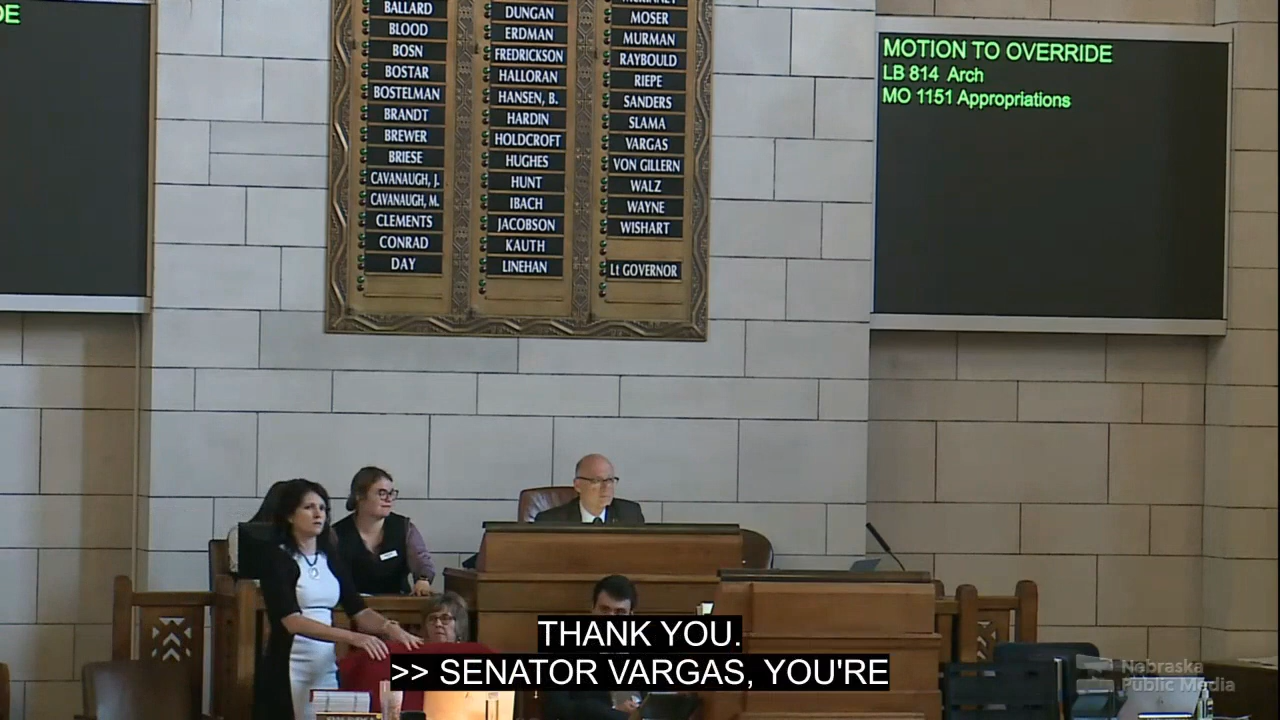 DE
BALLARD
BLOOD
BOSN
BOSTAR
BOSTELMAN
BRANDT
BREWER
BRIESE
CAVANAUGH, J.
CAVANAUGH, M.
CLEMENTS
CONRAD
DAY
DUNGAN
ERDMAN
FREDRICKSON
HALLORAN
HANSEN, B.
HARDIN
HOLDCROFT
HUGHES
HUNT
IBACH
JACOBSON
KAUTH
LINEHAN
MOSER
MURMAN
RAYBOULD
RIEPE
SANDERS
SLAMA
VARGAS
VON GILLERN
WALZ
WAYNE
WISHART
Lt GOVERNOR
MOTION TO OVERRIDE
LB 814 Arch
MO 1151 Appropriations
THANK YOU.
>> SENATOR VARGAS, YOU'RE
Nebraska
Public Media